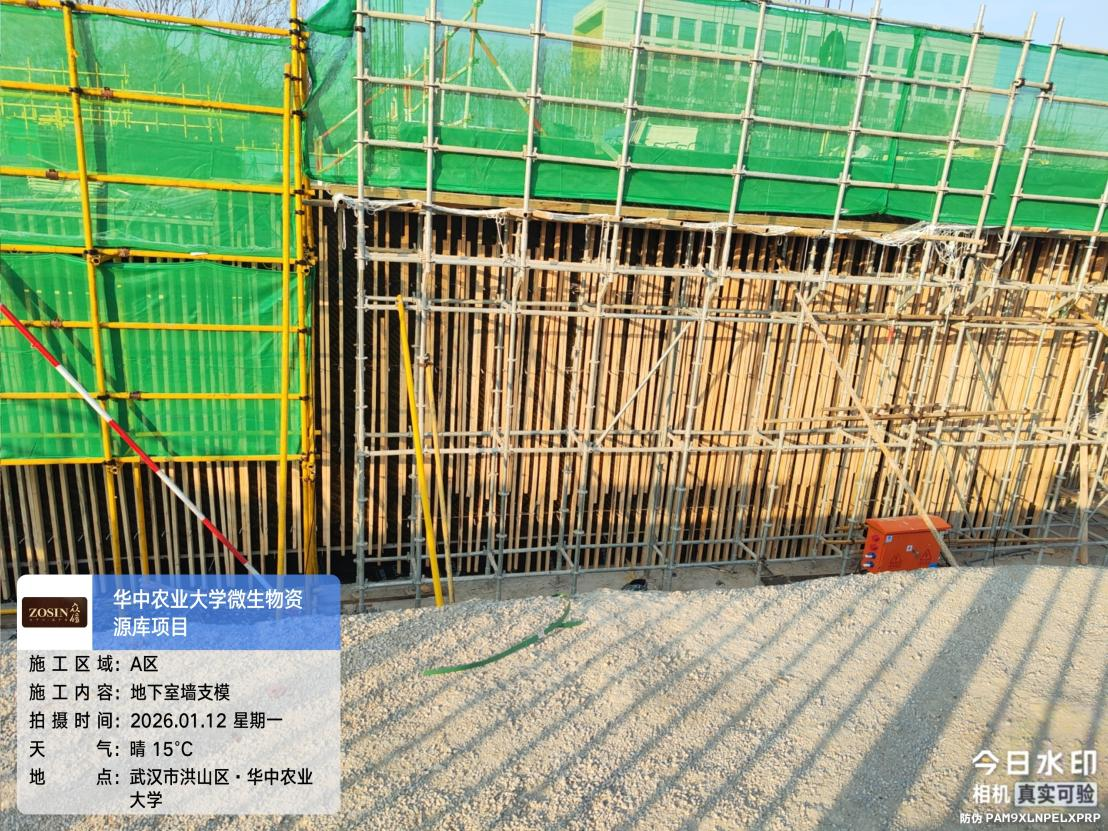 ZOSIN 众信
华中农业大学微生物资
源库项目
施工区域：A区
施工内容：地下室墙支模
拍摄时间：2026.01.12 星期一
天气：晴 15°C
地点：武汉市洪山区·华中农业
大学
今日水印
相机 真实可验
防伪 PAM9XLNPELXPRP